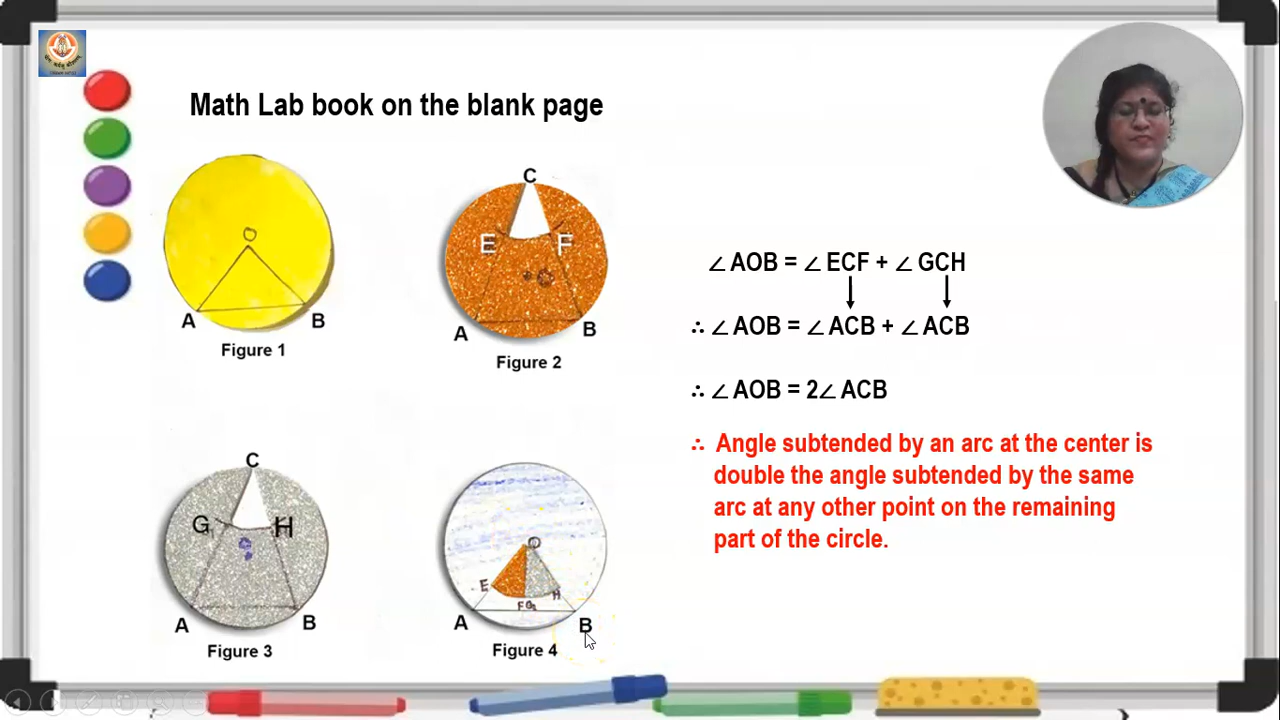 Math Lab book on the blank page
O
A
B
Figure 1
C
E
F
O
A
B
Figure 2
∠ AOB = ∠ ECF + ∠ GCH
∴ ∠ AOB = ∠ ACB + ∠ ACB
∴ ∠ AOB = 2∠ ACB
∴ Angle subtended by an arc at the center is
double the angle subtended by the same
arc at any other point on the remaining
part of the circle.
C
G
H
A
B
Figure 3
O
E
F G
H
A
B
Figure 4